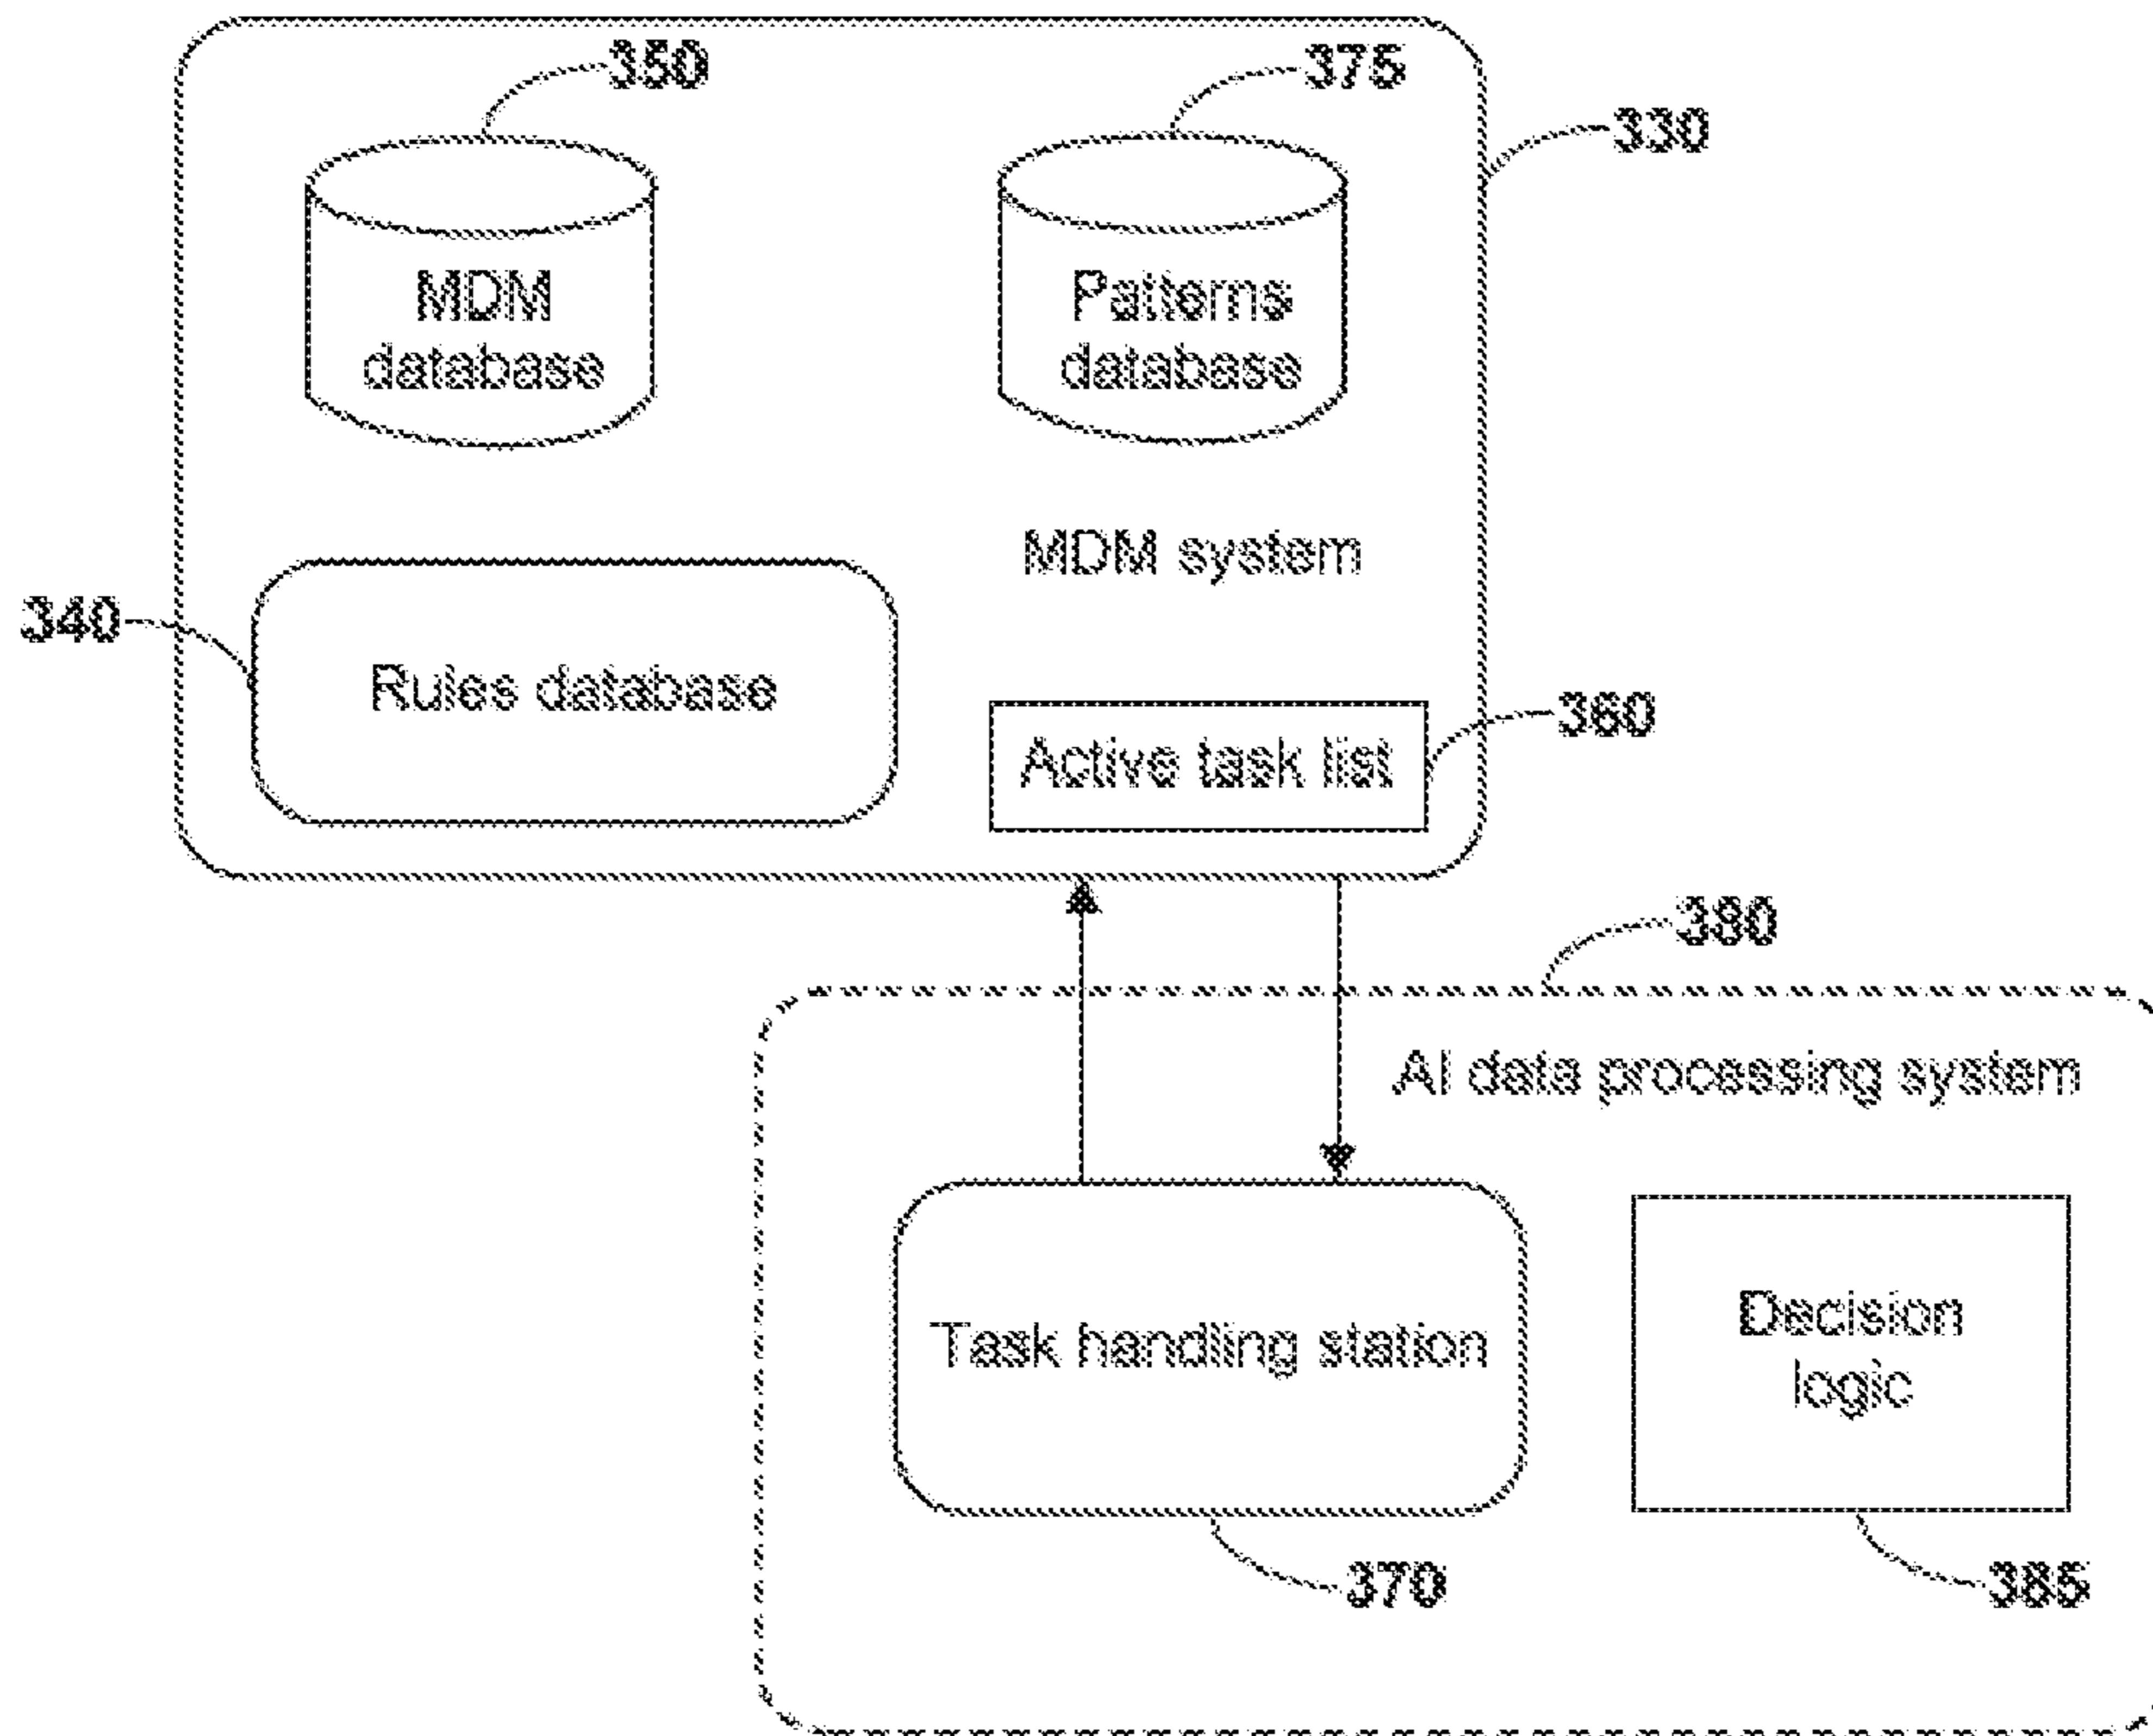 350
375
330
MDM
database
Patterns
database
MDM system
340
Rules database
360
Active task list
380
AI data processing system
Task handling station
Decision
logic
370
385